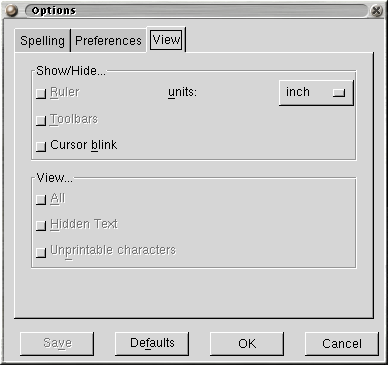 Options
Spelling Preferences View
Show/Hide...
Ruler units: inch
Toolbars
Cursor blink
View...
All
Hidden Text
Unprintable characters
Save Defaults OK Cancel